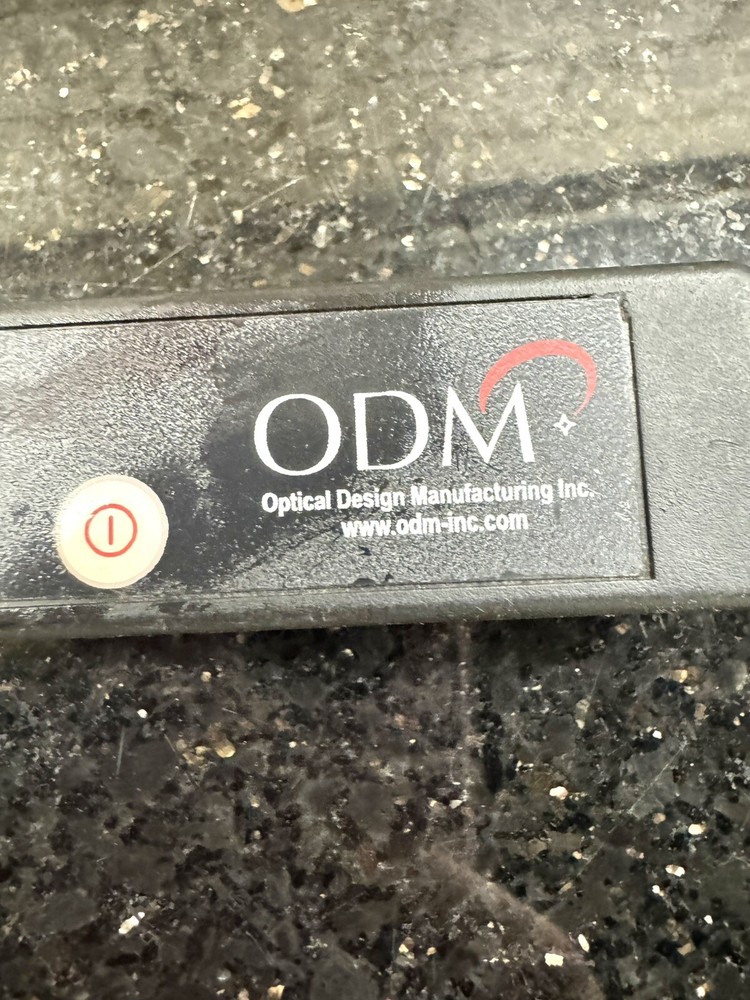 ODM
Optical Design Manufacturing Inc.
www.odm-inc.com